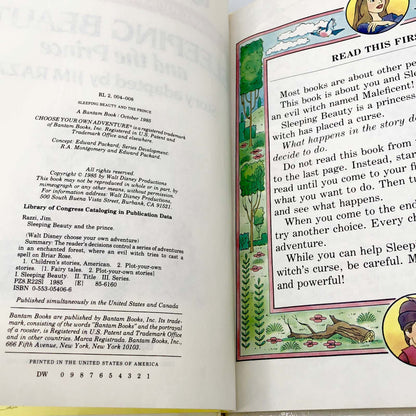 RL 2, 004-008
SLEEPING BEAUTY AND THE PRINCE
A Bantam Book / October 1985
CHOOSE YOUR OWN ADVENTURE® is a registered trademark
of Bantam Books, Inc. Registered in U.S. Patent and
Trademark Office and elsewhere.
Concept: Edward Packard; Series Development:
R.A. Montgomery and Edward Packard.
All rights reserved.
Copyright © 1985 by Walt Disney Productions
This book may not be reproduced in whole or in part, by
mimeograph or any other means, without permission.
For information address: Walt Disney Productions,
500 South Buena Vista Street, Burbank, CA 91521.
Library of Congress Cataloging in Publication Data
Razzi, Jim.
Sleeping Beauty and the prince.
(Walt Disney choose your own adventure)
Summary: The reader's decisions control a series of adventures
in an enchanted forest, where an evil witch tries to cast a
spell on Briar Rose.
1. Children's stories, American. 2. Plot-your-own
stories. [1. Fairy tales. 2. Plot-your-own stories]
I. Sleeping Beauty. II. Title. III. Series.
PZ8.R222Sl 1985 [E] 85-6160
ISBN 0-553-05406-6
Published simultaneously in the United States and Canada
Bantam Books are published by Bantam Books, Inc. Its trade-
mark, consisting of the words "Bantam Books" and the portrayal
of a rooster, is Registered in U.S. Patent and Trademark Office
and in other countries. Marca Registrada. Bantam Books, Inc.,
666 Fifth Avenue, New York, New York 10103.
PRINTED IN THE UNITED STATES OF AMERICA
DW 0 9 8 7 6 5 4 3 2 1
READ THIS FIRS
Most books are about other pe
This book is about you and Slee
an evil witch named Maleficent!
Sleeping Beauty is a princess
witch has placed a curse.
What happens in the story de
decide to do.
Do not read this book from
to the last page. Instead, start
read until you come to your fi
what you want to do. Then t
and see what happens.
When you come to the end
try another choice. Every c
adventure.
While you can help Sleep
witch's curse, be careful. M
and powerful!